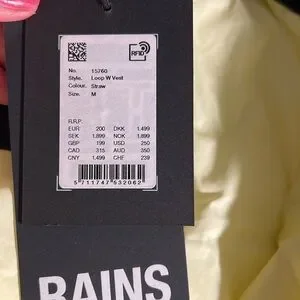 RFID
No. 15760
Style. Loop W Vest
Colour. Straw
Size. M
R.R.P.
EUR 200 DKK 1.499
SEK 1.899 NOK 1.899
GBP 199 USD 250
CAD 315 AUD 350
CNY 1.499 CHF 239
5 711747 532062
RAINS